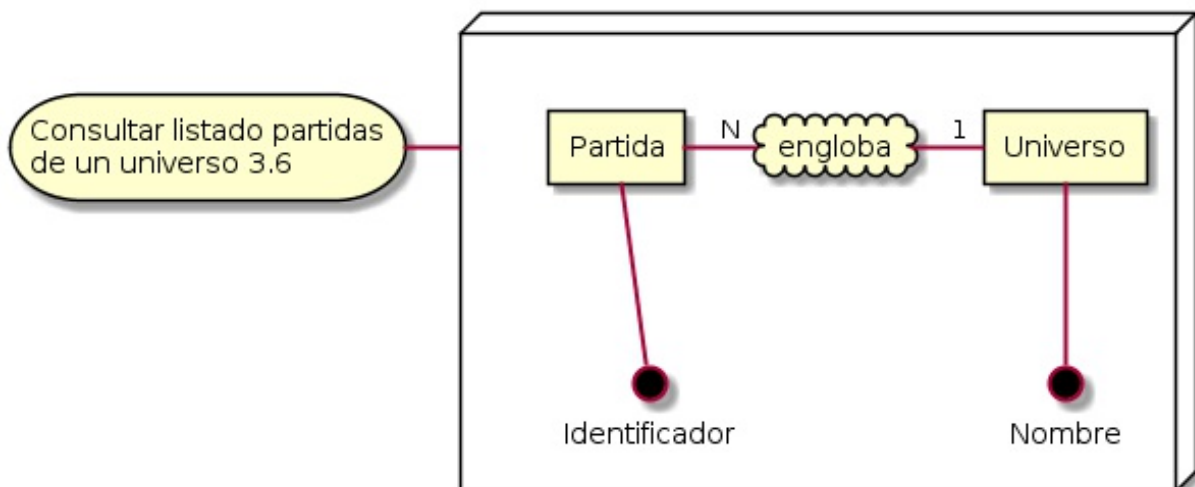 Consultar listado partidas
de un universo 3.6
Partida
N
engloba
1
Universo
Identificador
Nombre